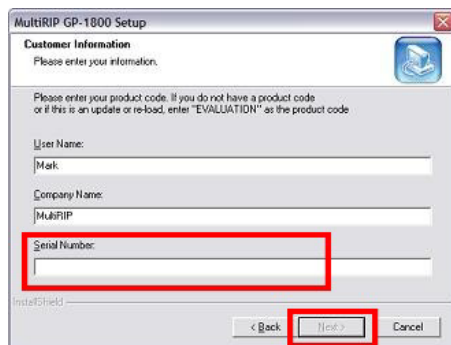 MultiRIP GP-1800 Setup
Customer Information
Please enter your information.
Please enter your product code. If you do not have a product code
or if this is an update or re-load, enter "EVALUATION" as the product code
User Name:
Mark
Company Name:
MultiRIP
Serial Number:
InstallShield
< Back
Next >
Cancel